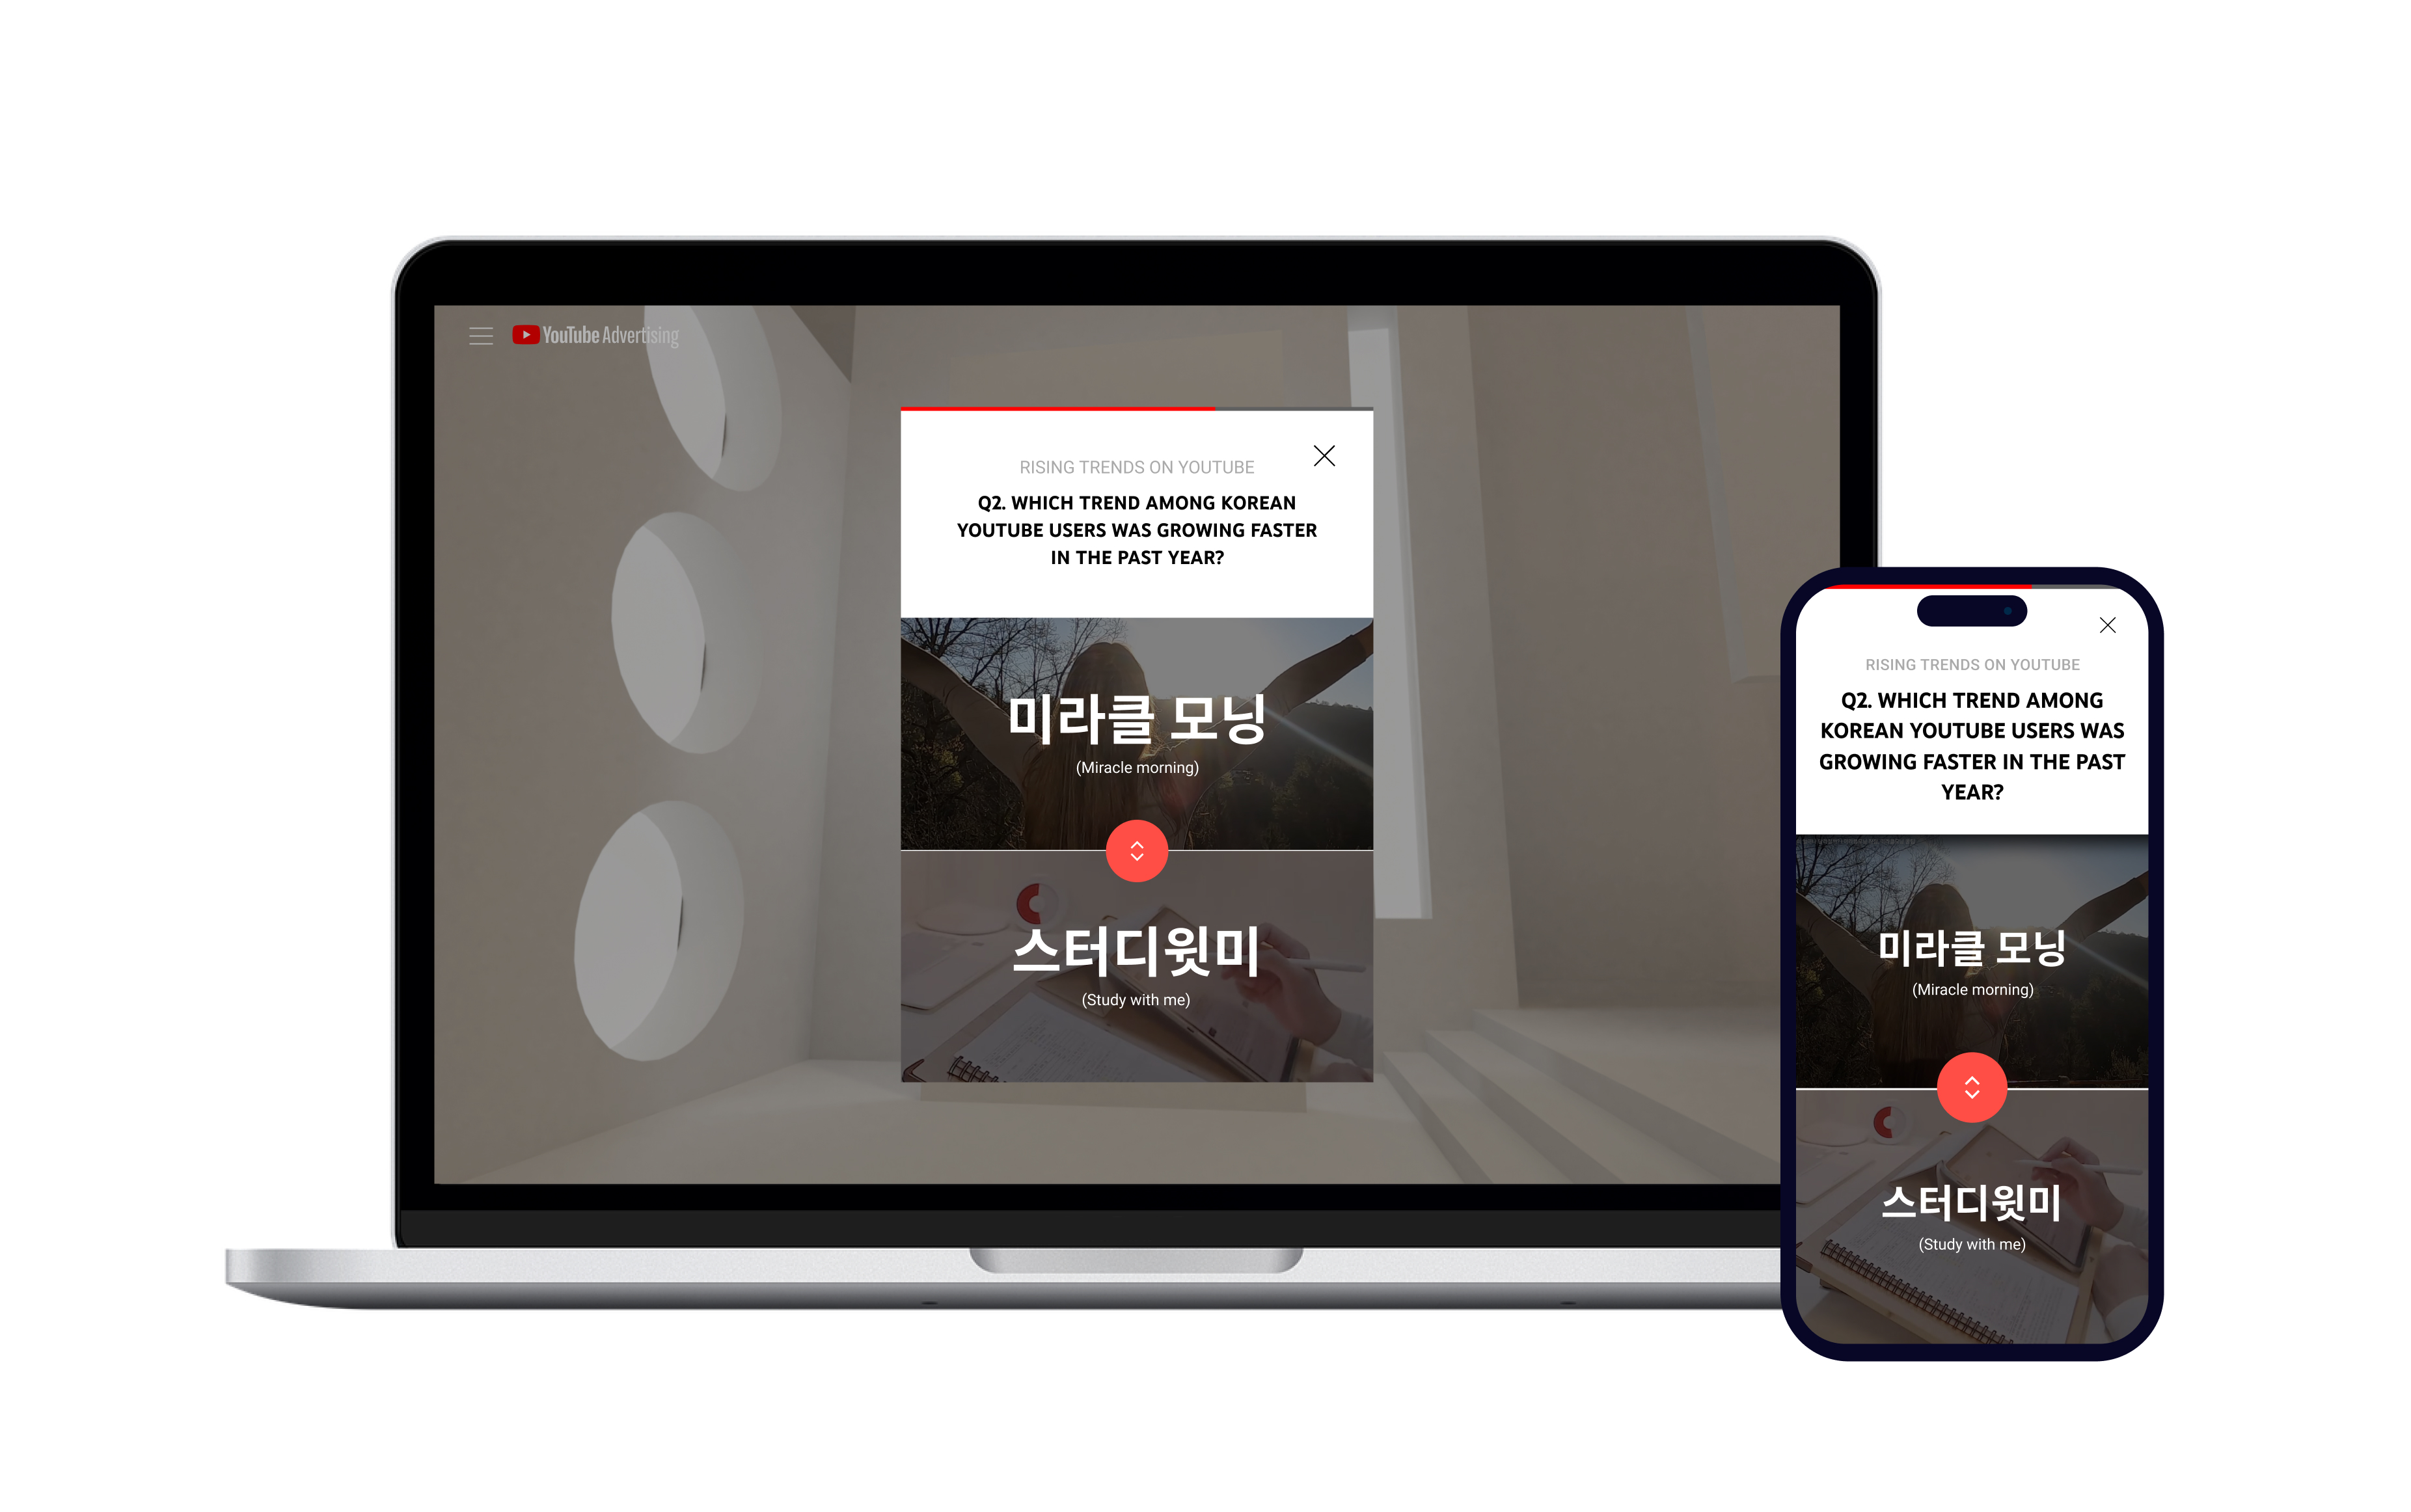 YouTube Advertising
RISING TRENDS ON YOUTUBE
Q2. WHICH TREND AMONG KOREAN
YOUTUBE USERS WAS GROWING FASTER
IN THE PAST YEAR?
미라클 모닝
(Miracle morning)
스터디윗미
(Study with me)
RISING TRENDS ON YOUTUBE
Q2. WHICH TREND AMONG
KOREAN YOUTUBE USERS WAS
GROWING FASTER IN THE PAST
YEAR?
미라클 모닝
(Miracle morning)
스터디윗미
(Study with me)